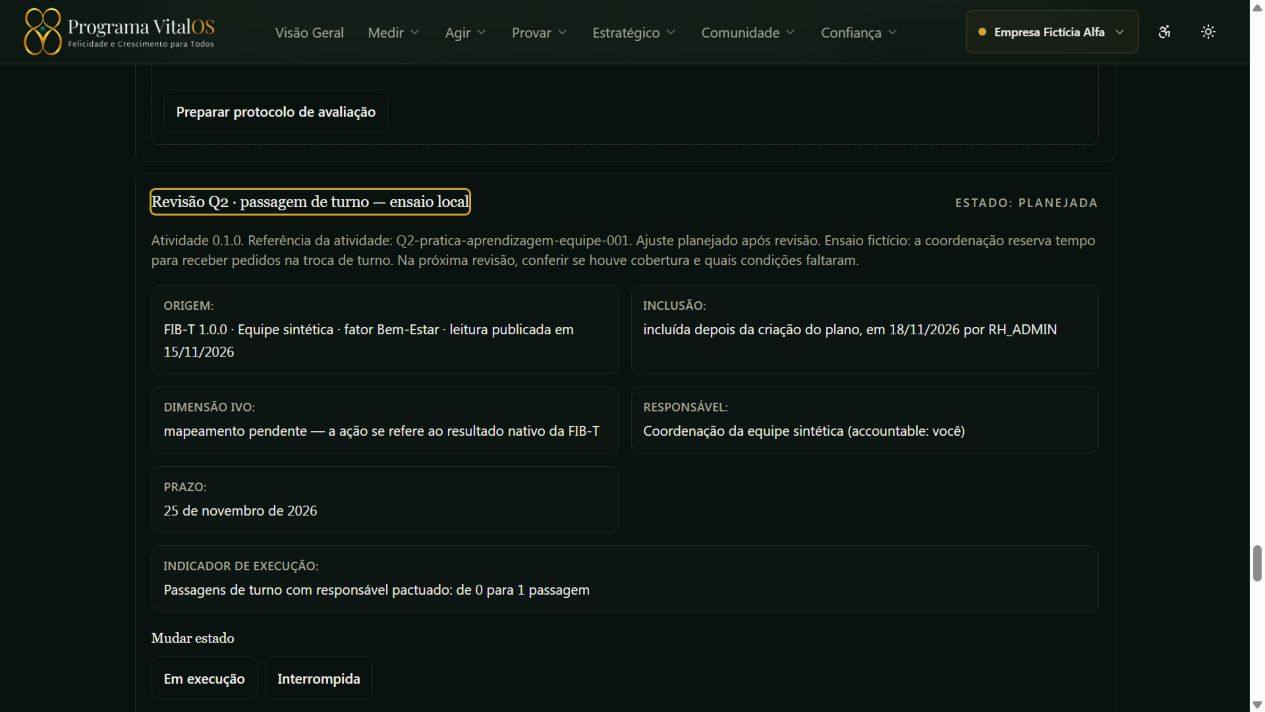 Programa VitalOS
Felicidade e Crescimento para Todos
Visão Geral
Medir
Agir
Provar
Estratégico
Comunidade
Confiança
Empresa Fictícia Alfa
Preparar protocolo de avaliação
Revisão Q2 · passagem de turno — ensaio local
ESTADO: PLANEJADA
Atividade 0.1.0. Referência da atividade: Q2-pratica-aprendizagem-equipe-001. Ajuste planejado após revisão. Ensaio fictício: a coordenação reserva tempo
para receber pedidos na troca de turno. Na próxima revisão, conferir se houve cobertura e quais condições faltaram.
ORIGEM:
FIB-T 1.0.0 · Equipe sintética · fator Bem-Estar · leitura publicada em
15/11/2026
INCLUSÃO:
incluída depois da criação do plano, em 18/11/2026 por RH_ADMIN
DIMENSÃO IVO:
mapeamento pendente — a ação se refere ao resultado nativo da FIB-T
RESPONSÁVEL:
Coordenação da equipe sintética (accountable: você)
PRAZO:
25 de novembro de 2026
INDICADOR DE EXECUÇÃO:
Passagens de turno com responsável pactuado: de 0 para 1 passagem
Mudar estado
Em execução
Interrompida